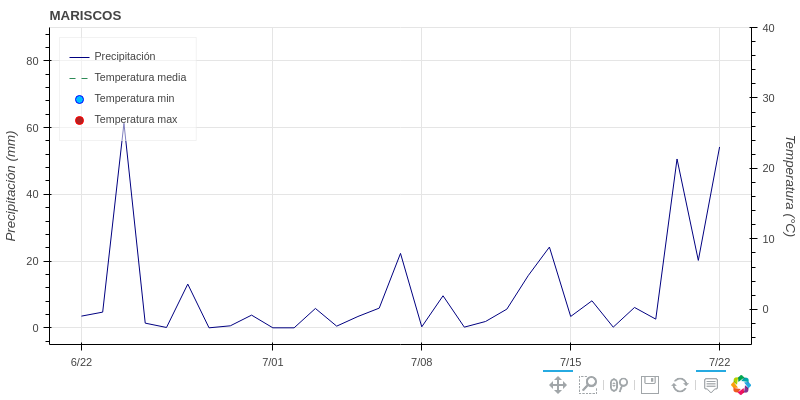 MARISCOS
Precipitación
Temperatura media
Temperatura min
Temperatura max
Precipitación (mm)
80
60
40
20
0
Temperatura (°C)
40
30
20
10
0
6/22
7/01
7/08
7/15
7/22